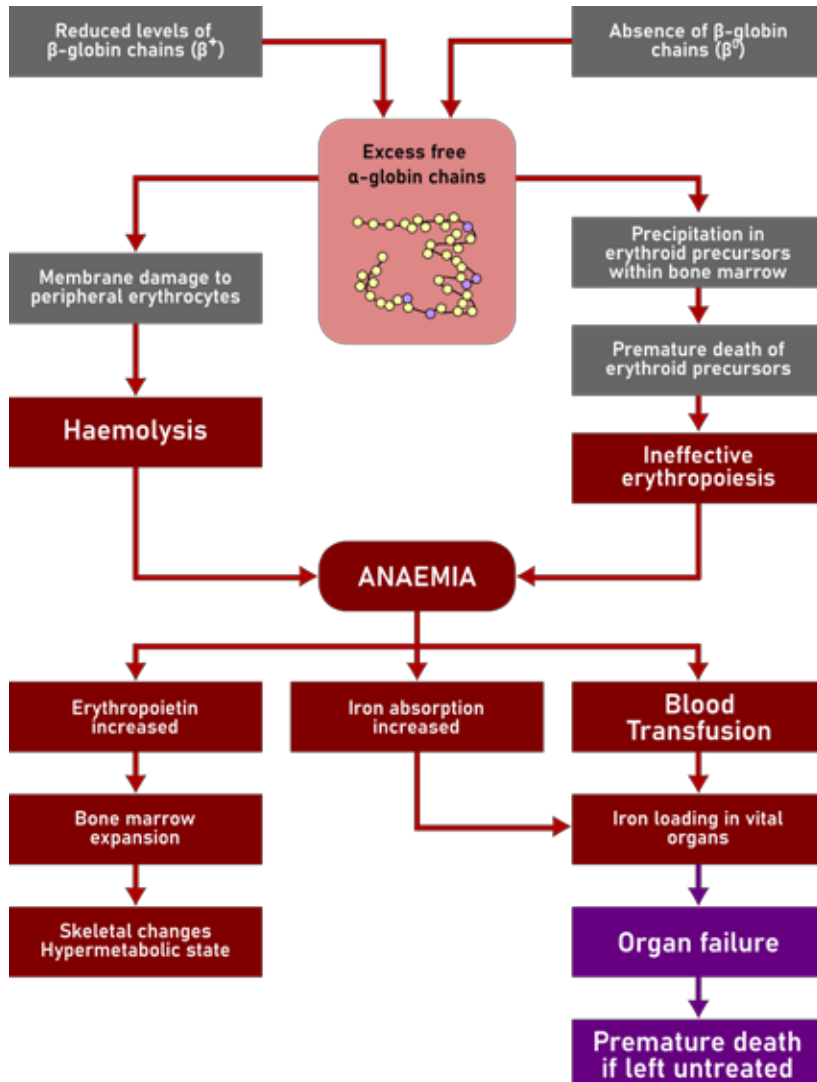 Reduced levels of
β-globin chains (β⁺)
Absence of β-globin
chains (β⁰)
Excess free
α-globin chains
Membrane damage to
peripheral erythrocytes
Precipitation in
erythroid precursors
within bone marrow
Premature death of
erythroid precursors
Haemolysis
Ineffective
erythropoiesis
ANAEMIA
Erythropoietin
increased
Iron absorption
increased
Blood
Transfusion
Bone marrow
expansion
Iron loading in vital
organs
Skeletal changes
Hypermetabolic state
Organ failure
Premature death
if left untreated